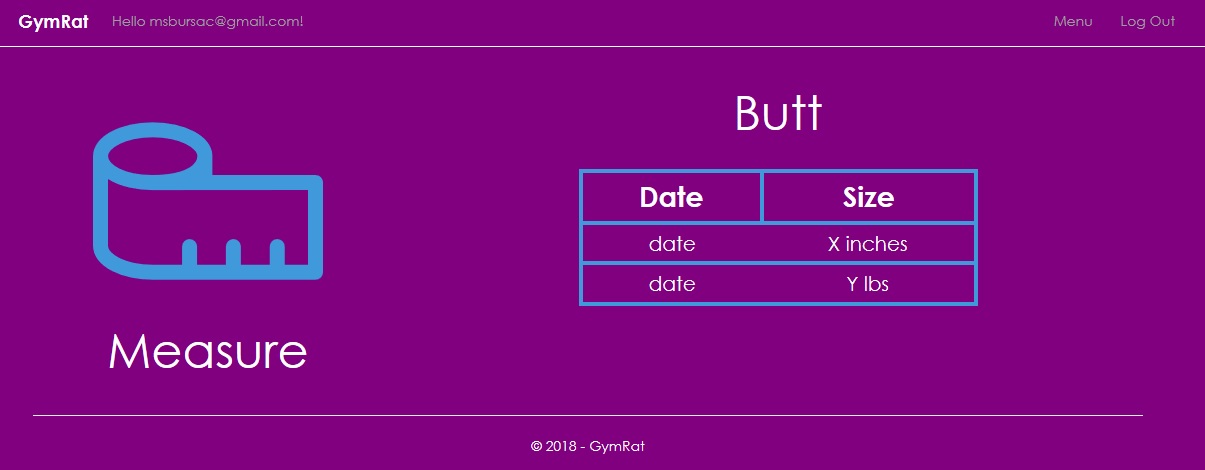 GymRat Hello msbursac@gmail.com! Menu Log Out
Butt
Date Size
date X inches
date Y lbs
Measure
© 2018 - GymRat